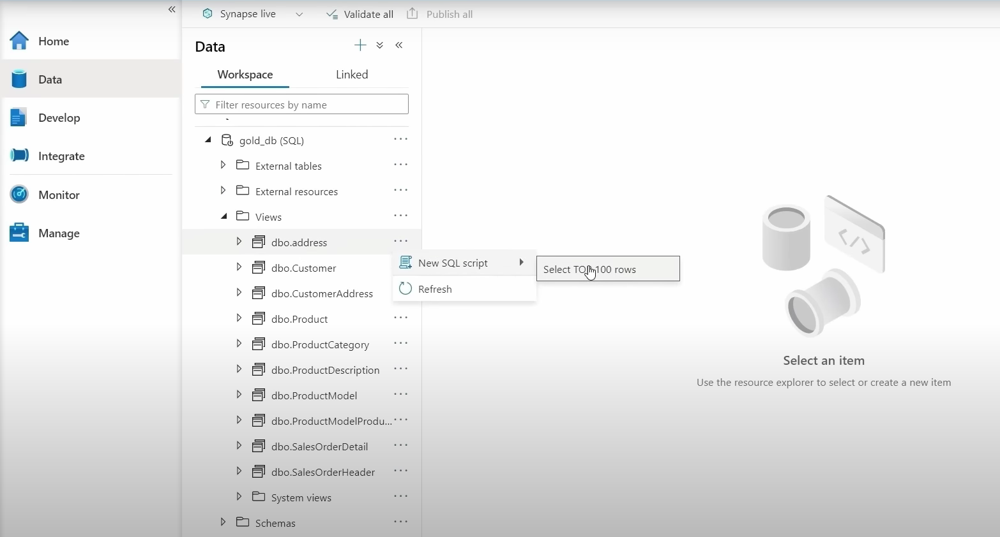 Synapse live
Validate all
Publish all
Home
Data
Develop
Integrate
Monitor
Manage
Data
Workspace
Linked
Filter resources by name
gold_db (SQL)
External tables
External resources
Views
dbo.address
dbo.Customer
dbo.CustomerAddress
dbo.Product
dbo.ProductCategory
dbo.ProductDescription
dbo.ProductModel
dbo.ProductModelProdu...
dbo.SalesOrderDetail
dbo.SalesOrderHeader
System views
Schemas
New SQL script
Refresh
Select TOP 100 rows
</> 
Select an item
Use the resource explorer to select or create a new item